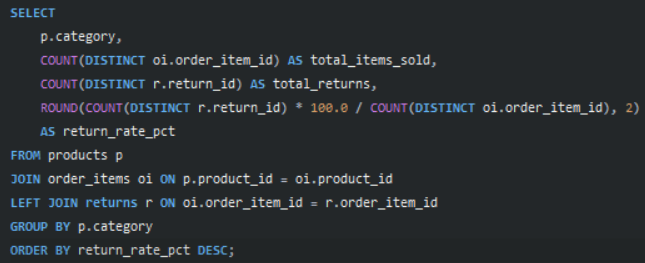 SELECT
    p.category,
    COUNT(DISTINCT oi.order_item_id) AS total_items_sold,
    COUNT(DISTINCT r.return_id) AS total_returns,
    ROUND(COUNT(DISTINCT r.return_id) * 100.0 / COUNT(DISTINCT oi.order_item_id), 2)
    AS return_rate_pct
FROM products p
JOIN order_items oi ON p.product_id = oi.product_id
LEFT JOIN returns r ON oi.order_item_id = r.order_item_id
GROUP BY p.category
ORDER BY return_rate_pct DESC;